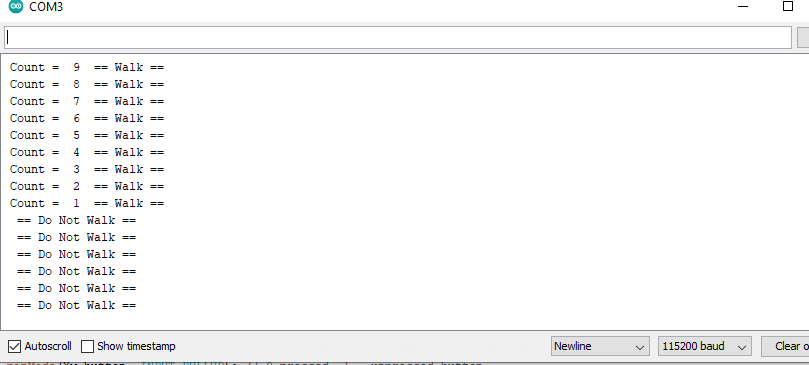 COM3
Count =  9  == Walk ==
Count =  8  == Walk ==
Count =  7  == Walk ==
Count =  6  == Walk ==
Count =  5  == Walk ==
Count =  4  == Walk ==
Count =  3  == Walk ==
Count =  2  == Walk ==
Count =  1  == Walk ==
== Do Not Walk ==
== Do Not Walk ==
== Do Not Walk ==
== Do Not Walk ==
== Do Not Walk ==
== Do Not Walk ==
Autoscroll Show timestamp Newline 115200 baud Clear o